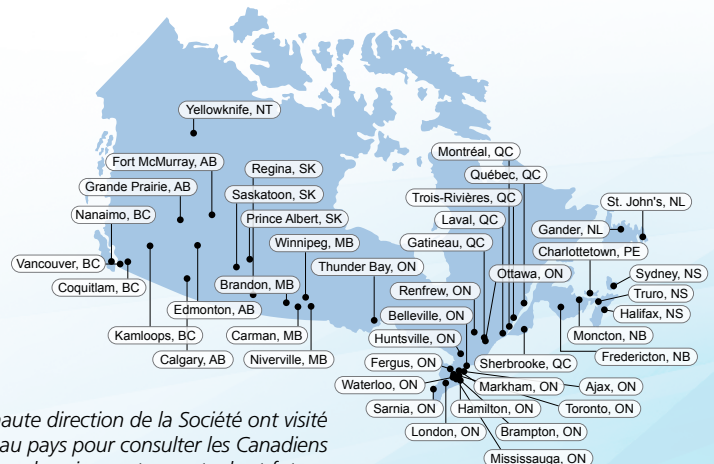 Yellowknife, NT
Fort McMurray, AB
Grande Prairie, AB
Nanaimo, BC
Vancouver, BC
Coquitlam, BC
Kamloops, BC
Calgary, AB
Edmonton, AB
Regina, SK
Saskatoon, SK
Prince Albert, SK
Winnipeg, MB
Brandon, MB
Carman, MB
Niverville, MB
Thunder Bay, ON
Montréal, QC
Québec, QC
Trois-Rivières, QC
Laval, QC
Gatineau, QC
Ottawa, ON
Renfrew, ON
Belleville, ON
Huntsville, ON
Fergus, ON
Waterloo, ON
Sarnia, ON
London, ON
Sherbrooke, QC
Markham, ON
Ajax, ON
Hamilton, ON
Toronto, ON
Brampton, ON
Mississauga, ON
St. John's, NL
Gander, NL
Charlottetown, PE
Sydney, NS
Truro, NS
Halifax, NS
Moncton, NB
Fredericton, NB
haute direction de la Société ont visité
au pays pour consulter les Canadiens